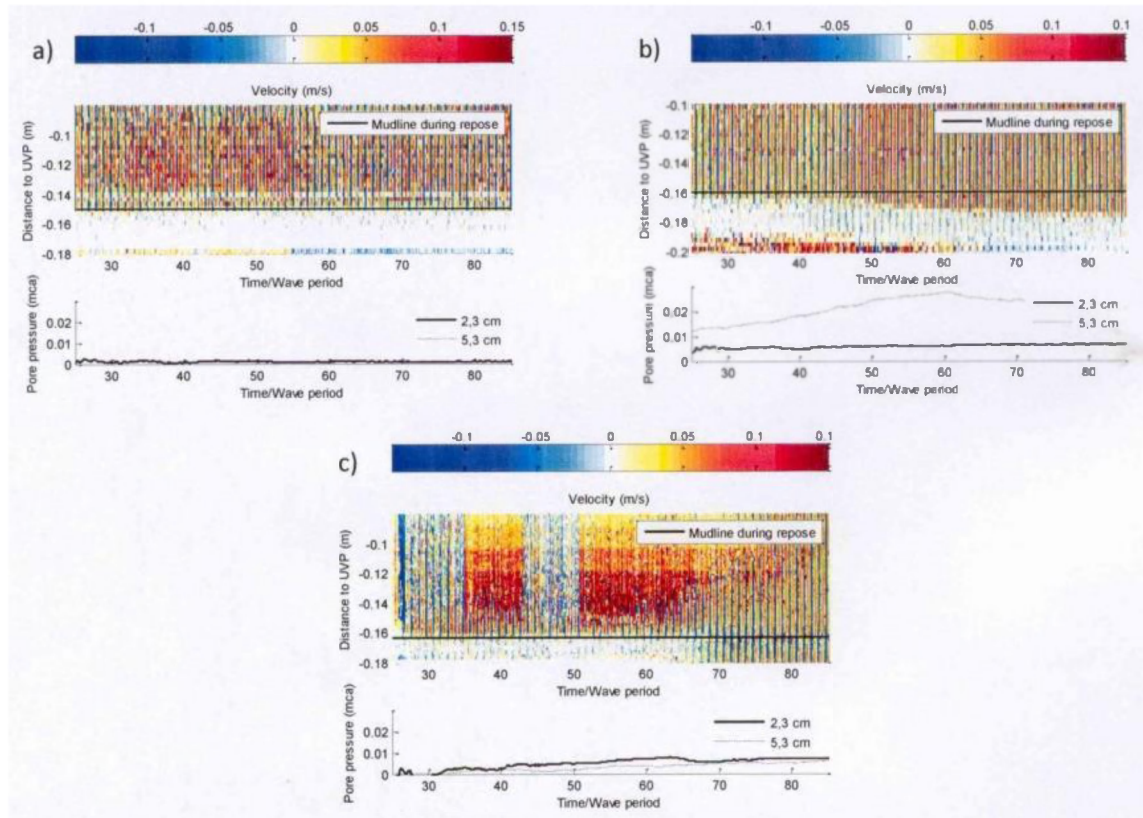 a)
-0.1 -0.05 0 0.05 0.1 0.15
Velocity (m/s)
Mudline during repose
Distance to UVP (m)
-0.1
-0.12
-0.14
-0.16
-0.18
30 40 50 60 70 80
Time/Wave period
Pore pressure (mca)
0.02
0.01
0
2,3 cm
5,3 cm
30 40 50 60 70 80
Time/Wave period
b)
-0.1 -0.05 0 0.05 0.1 0.1
Velocity (m/s)
Mudline during repose
Distance to UVP (m)
-0.1
-0.12
-0.14
-0.16
-0.18
-0.2
30 40 50 60 70 80
Time/Wave period
Pore pressure (mca)
0.02
0.01
0
2,3 cm
5,3 cm
30 40 50 60 70 80
Time/Wave period
c)
-0.1 -0.05 0 0.05 0.1 0.1
Velocity (m/s)
Mudline during repose
Distance to UVP (m)
-0.1
-0.12
-0.14
-0.16
-0.18
30 40 50 60 70 80
Time/Wave period
Pore pressure (mca)
0.02
0.01
0
2,3 cm
5,3 cm
30 40 50 60 70 80
Time/Wave period